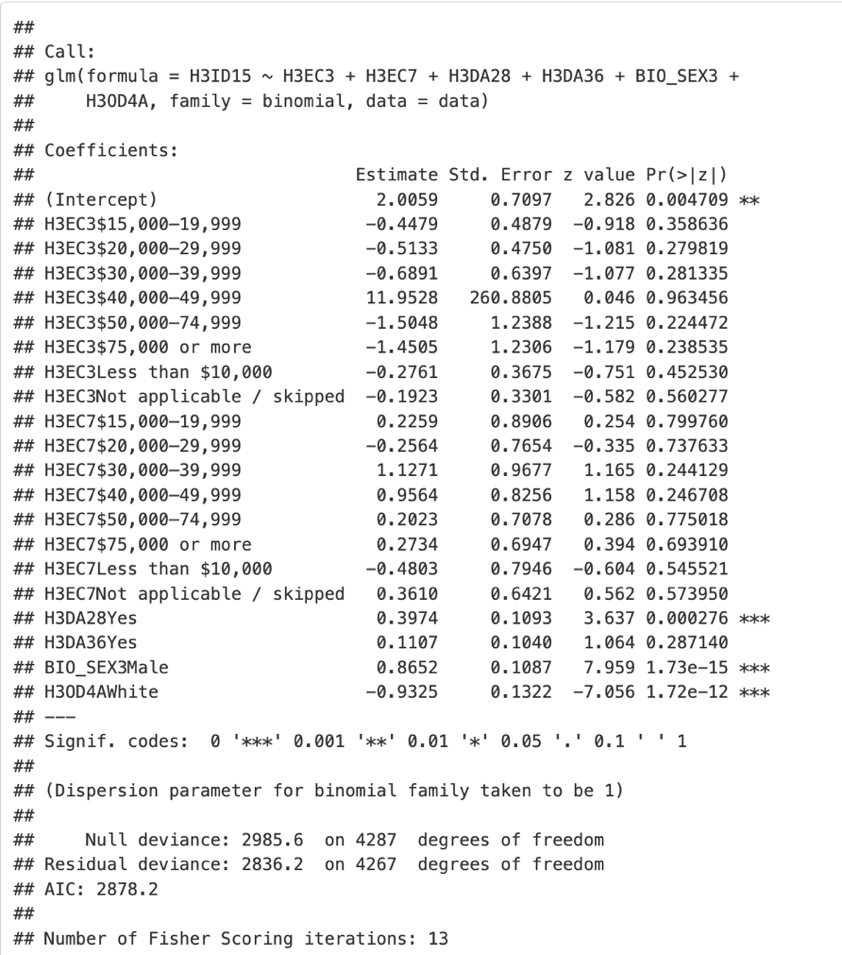 ##
## Call:
## glm(formula = H3ID15 ~ H3EC3 + H3EC7 + H3DA28 + H3DA36 + BIO_SEX3 +
##     H3OD4A, family = binomial, data = data)
##
## Coefficients:
##                              Estimate Std. Error z value Pr(>|z|)
## (Intercept)                    2.0059     0.7097   2.826 0.004709 **
## H3EC3$15,000–19,999           −0.4479     0.4879  −0.918 0.358636
## H3EC3$20,000–29,999           −0.5133     0.4750  −1.081 0.279819
## H3EC3$30,000–39,999           −0.6891     0.6397  −1.077 0.281335
## H3EC3$40,000–49,999           11.9528   260.8805   0.046 0.963456
## H3EC3$50,000–74,999           −1.5048     1.2388  −1.215 0.224472
## H3EC3$75,000 or more          −1.4505     1.2306  −1.179 0.238535
## H3EC3Less than $10,000        −0.2761     0.3675  −0.751 0.452530
## H3EC3Not applicable / skipped −0.1923     0.3301  −0.582 0.560277
## H3EC7$15,000–19,999            0.2259     0.8906   0.254 0.799760
## H3EC7$20,000–29,999           −0.2564     0.7654  −0.335 0.737633
## H3EC7$30,000–39,999            1.1271     0.9677   1.165 0.244129
## H3EC7$40,000–49,999            0.9564     0.8256   1.158 0.246708
## H3EC7$50,000–74,999            0.2023     0.7078   0.286 0.775018
## H3EC7$75,000 or more           0.2734     0.6947   0.394 0.693910
## H3EC7Less than $10,000        −0.4803     0.7946  −0.604 0.545521
## H3EC7Not applicable / skipped  0.3610     0.6421   0.562 0.573950
## H3DA28Yes                      0.3974     0.1093   3.637 0.000276 ***
## H3DA36Yes                      0.1107     0.1040   1.064 0.287140
## BIO_SEX3Male                   0.8652     0.1087   7.959 1.73e−15 ***
## H3OD4AWhite                   −0.9325     0.1322  −7.056 1.72e−12 ***
## ---
## Signif. codes:  0 '***' 0.001 '**' 0.01 '*' 0.05 '.' 0.1 ' ' 1
##
## (Dispersion parameter for binomial family taken to be 1)
##
##     Null deviance: 2985.6  on 4287  degrees of freedom
## Residual deviance: 2836.2  on 4267  degrees of freedom
## AIC: 2878.2
##
## Number of Fisher Scoring iterations: 13